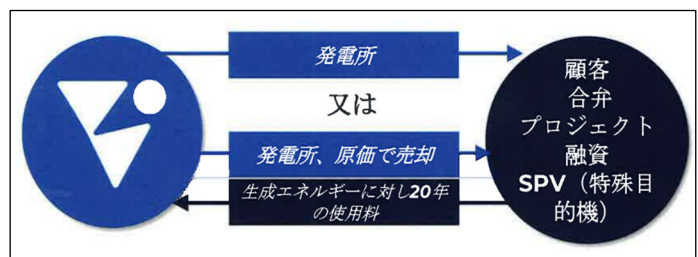 発電所
又は
発電所、原価で売却
生成エネルギーに対し20年
の使用料
顧客
合弁
プロジェクト
融資
SPV（特殊目
的機）